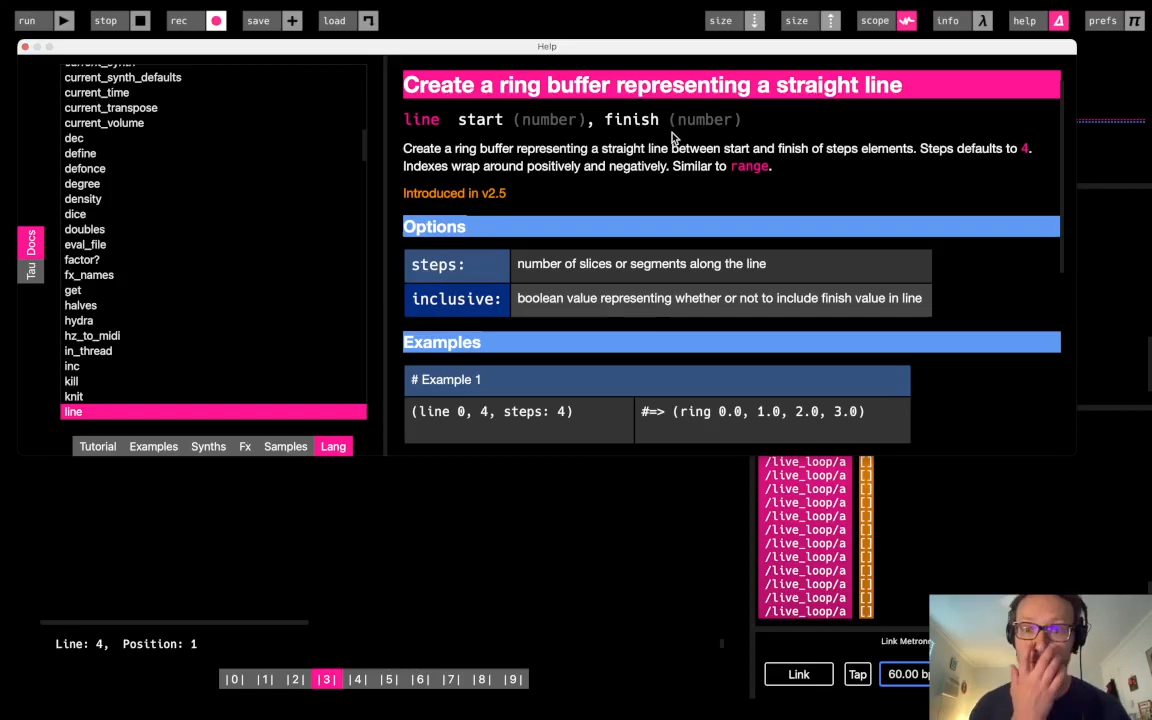 run
stop
rec
save
load
size
size
scope
info
help
prefs
Help
current_synth_defaults
current_time
current_transpose
current_volume
dec
define
defonce
degree
density
dice
doubles
eval_file
factor?
fx_names
get
halves
hydra
hz_to_midi
in_thread
inc
kill
knit
line
Docs
Tau
Tutorial Examples Synths Fx Samples Lang
Create a ring buffer representing a straight line
line start (number), finish (number)
Create a ring buffer representing a straight line between start and finish of steps elements. Steps defaults to 4.
Indexes wrap around positively and negatively. Similar to range.
Introduced in v2.5
Options
steps: number of slices or segments along the line
inclusive: boolean value representing whether or not to include finish value in line
Examples
# Example 1
(line 0, 4, steps: 4) #=> (ring 0.0, 1.0, 2.0, 3.0)
/live_loop/a []
/live_loop/a []
/live_loop/a []
/live_loop/a []
/live_loop/a []
/live_loop/a []
/live_loop/a []
/live_loop/a []
/live_loop/a []
/live_loop/a []
/live_loop/a []
/live_loop/a []
Line: 4, Position: 1
|0| |1| |2| |3| |4| |5| |6| |7| |8| |9|
Link
Tap
60.00